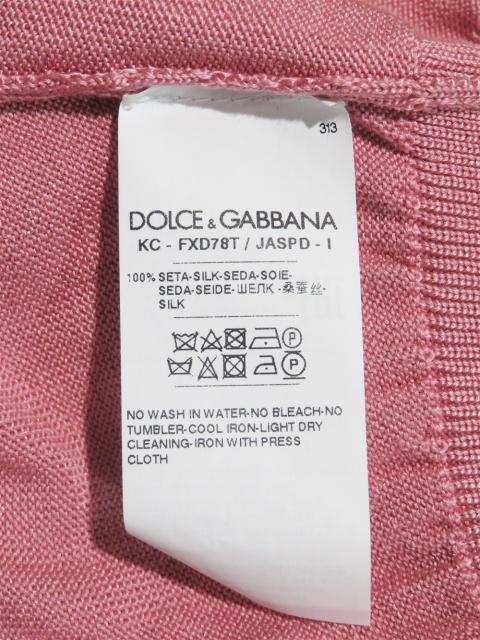 313
DOLCE & GABBANA
KC - FXD78T / JASPD - I
100% SETA-SILK-SEDA-SOIE-
SEDA-SEIDE-ШЕЛК-桑蚕丝-
SILK
P
P
NO WASH IN WATER-NO BLEACH-NO
TUMBLER-COOL IRON-LIGHT DRY
CLEANING-IRON WITH PRESS
CLOTH